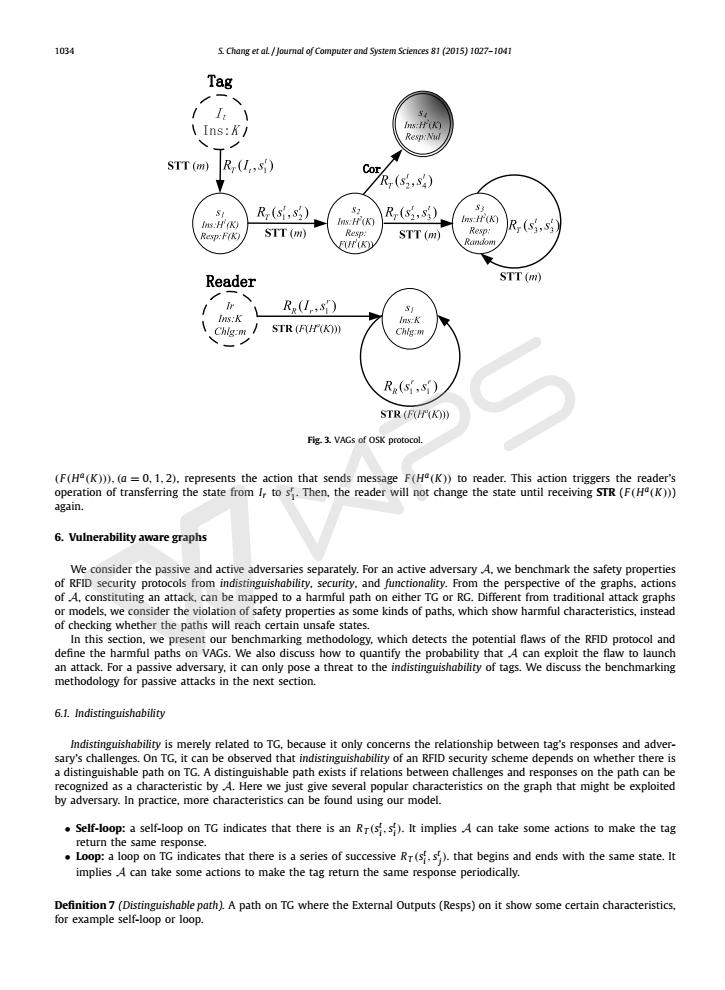 1034
S. Chang et al. / Journal of Computer and System Sciences 81 (2015) 1027–1041
Tag
I_t
Ins:K
STT (m) R_T(I_t, s_1^t)
s_1
Ins:H^1(K)
Resp:F(K)
R_T(s_1^t, s_2^t)
STT (m)
s_2
Ins:H^2(K)
Resp:
F(H^1(K))
Cor
R_T(s_2^t, s_4^t)
s_4
Ins:H^2(K)
Resp:Nul
R_T(s_2^t, s_3^t)
STT (m)
s_3
Ins:H^2(K)
Resp:
Random
R_T(s_3^t, s_3^t)
STT (m)
Reader
Ir
Ins:K
Chlg:m
R_R(I_r, s_1^r)
STR (F(H^a(K)))
s_1
Ins:K
Chlg:m
R_R(s_1^r, s_1^r)
STR (F(H^a(K)))
Fig. 3. VAGs of OSK protocol.
(F(H^a(K))), (a = 0, 1, 2), represents the action that sends message F(H^a(K)) to reader. This action triggers the reader's
operation of transferring the state from I_r to s_1^r. Then, the reader will not change the state until receiving STR (F(H^a(K)))
again.
6. Vulnerability aware graphs
We consider the passive and active adversaries separately. For an active adversary A, we benchmark the safety properties
of RFID security protocols from indistinguishability, security, and functionality. From the perspective of the graphs, actions
of A, constituting an attack, can be mapped to a harmful path on either TG or RG. Different from traditional attack graphs
or models, we consider the violation of safety properties as some kinds of paths, which show harmful characteristics, instead
of checking whether the paths will reach certain unsafe states.
In this section, we present our benchmarking methodology, which detects the potential flaws of the RFID protocol and
define the harmful paths on VAGs. We also discuss how to quantify the probability that A can exploit the flaw to launch
an attack. For a passive adversary, it can only pose a threat to the indistinguishability of tags. We discuss the benchmarking
methodology for passive attacks in the next section.
6.1. Indistinguishability
Indistinguishability is merely related to TG, because it only concerns the relationship between tag's responses and adver-
sary's challenges. On TG, it can be observed that indistinguishability of an RFID security scheme depends on whether there is
a distinguishable path on TG. A distinguishable path exists if relations between challenges and responses on the path can be
recognized as a characteristic by A. Here we just give several popular characteristics on the graph that might be exploited
by adversary. In practice, more characteristics can be found using our model.
• Self-loop: a self-loop on TG indicates that there is an R_T(s_i^t, s_i^t). It implies A can take some actions to make the tag
return the same response.
• Loop: a loop on TG indicates that there is a series of successive R_T(s_i^t, s_j^t). that begins and ends with the same state. It
implies A can take some actions to make the tag return the same response periodically.
Definition 7 (Distinguishable path). A path on TG where the External Outputs (Resps) on it show some certain characteristics,
for example self-loop or loop.